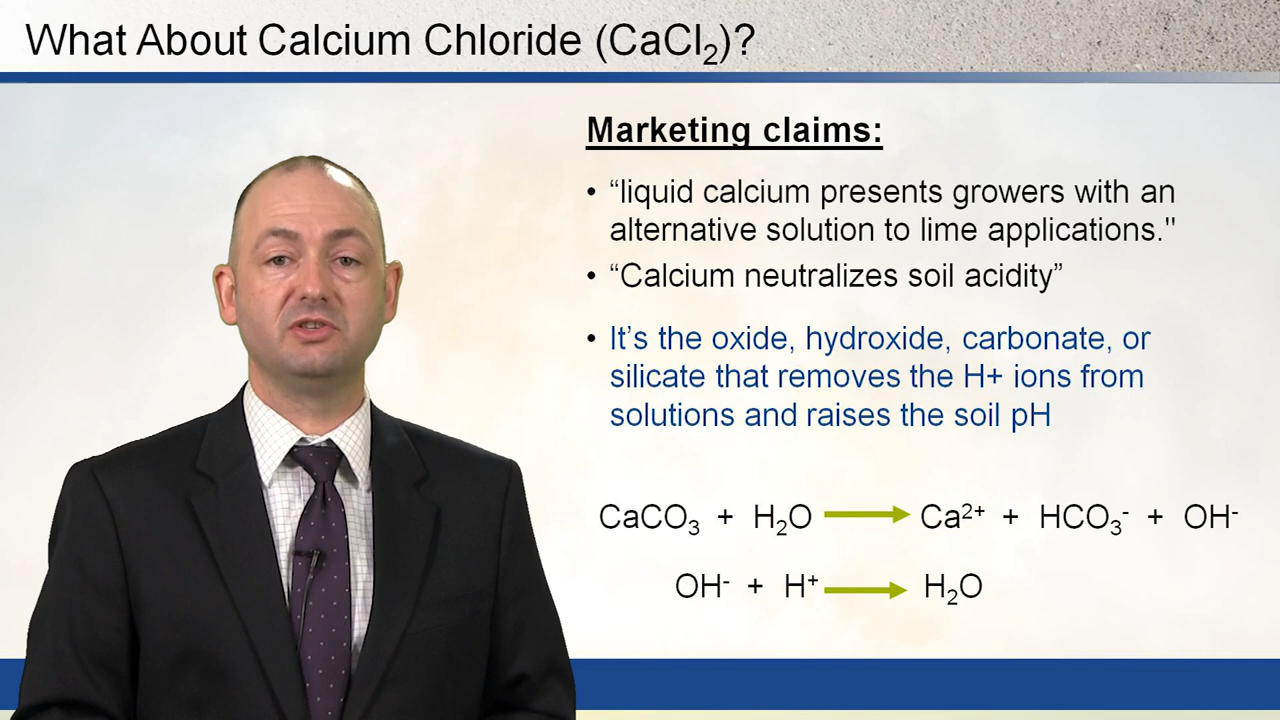 What About Calcium Chloride (CaCl₂)?
Marketing claims:
• “liquid calcium presents growers with an
alternative solution to lime applications."
• “Calcium neutralizes soil acidity”
• It’s the oxide, hydroxide, carbonate, or
silicate that removes the H+ ions from
solutions and raises the soil pH
CaCO₃ + H₂O → Ca²⁺ + HCO₃⁻ + OH⁻
OH⁻ + H⁺ → H₂O